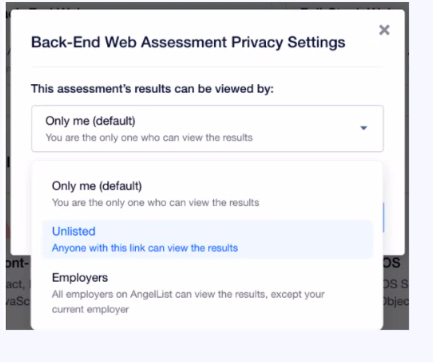 Back-End Web Assessment Privacy Settings
This assessment's results can be viewed by:
Only me (default)
You are the only one who can view the results
Only me (default)
You are the only one who can view the results
Unlisted
Anyone with this link can view the results
Employers
All employers on AngelList can view the results, except your
current employer